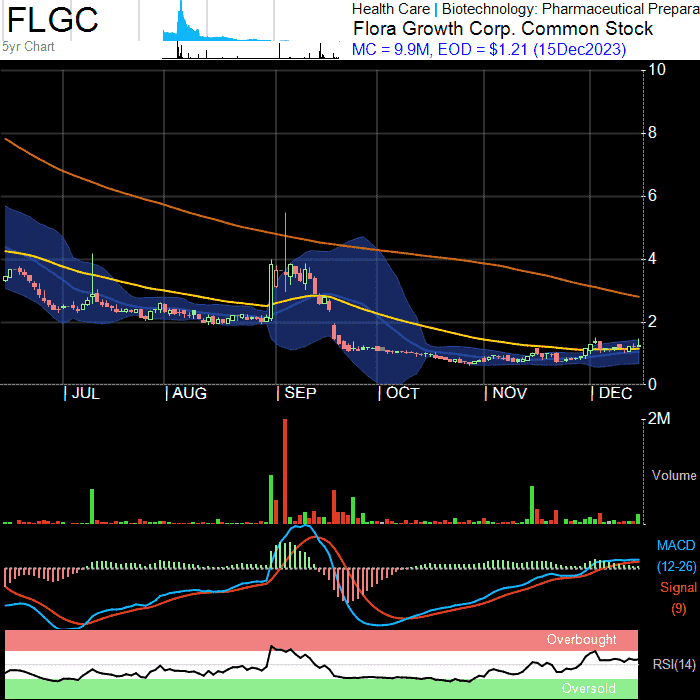 FLGC
5yr Chart
Health Care | Biotechnology: Pharmaceutical Prepara
Flora Growth Corp. Common Stock
MC = 9.9M, EOD = $1.21 (15Dec2023)
10
8
6
4
2
0
JUL AUG SEP OCT NOV DEC
2M
Volume
MACD
(12-26)
Signal
(9)
Overbought
RSI(14)
Oversold